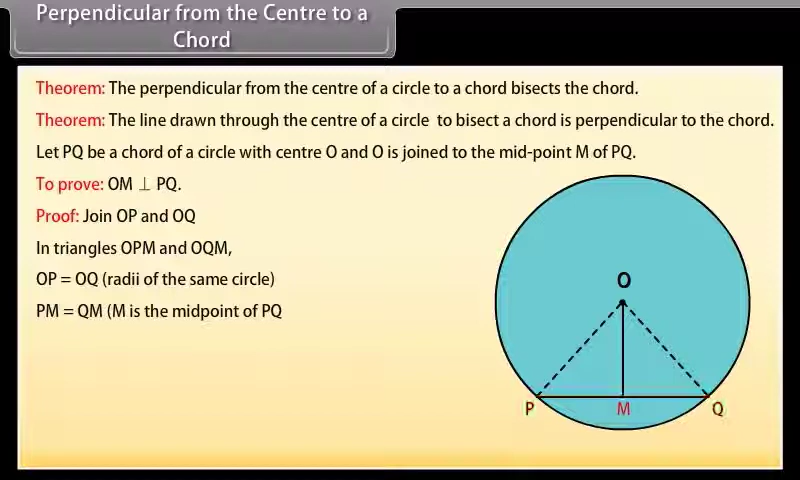 Perpendicular from the Centre to a
Chord
Theorem: The perpendicular from the centre of a circle to a chord bisects the chord.
Theorem: The line drawn through the centre of a circle to bisect a chord is perpendicular to the chord.
Let PQ be a chord of a circle with centre O and O is joined to the mid-point M of PQ.
To prove: OM ⊥ PQ.
Proof: Join OP and OQ
In triangles OPM and OQM,
OP = OQ (radii of the same circle)
PM = QM (M is the midpoint of PQ
O
P M Q